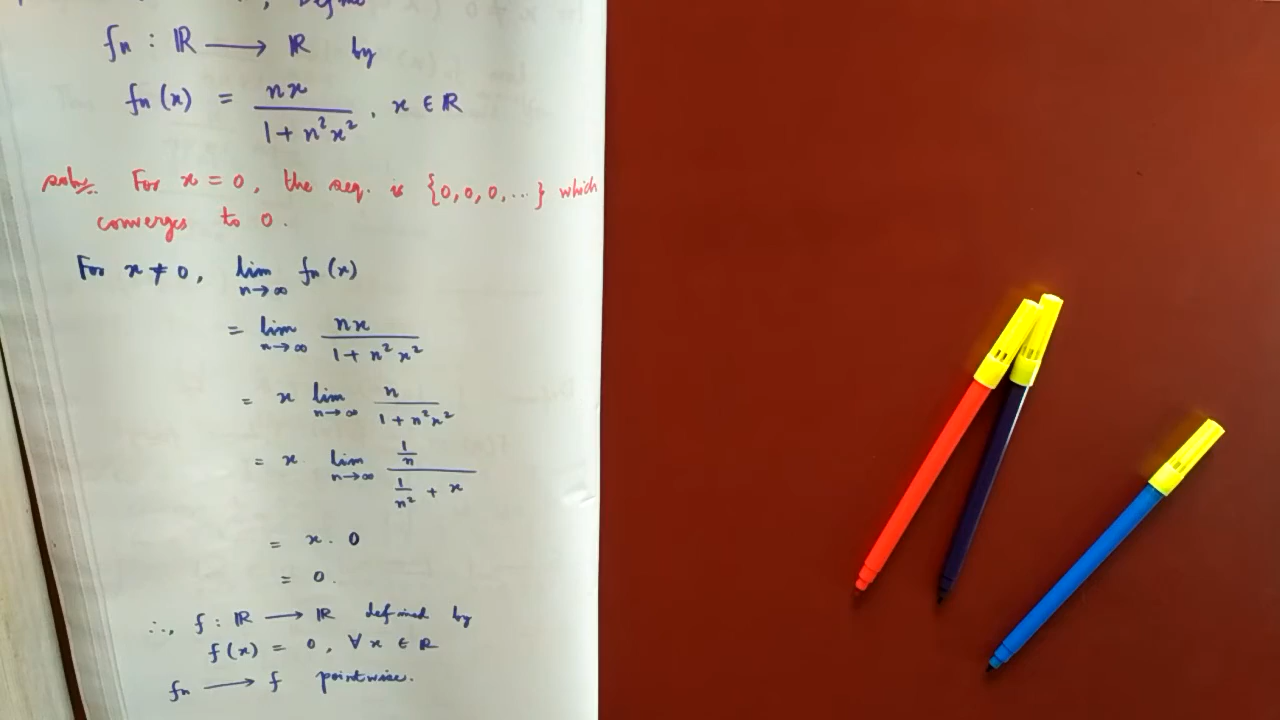 , Define
fn : ℝ ⟶ ℝ by
fn(x) = nx / (1 + n²x²), x ∈ ℝ
soln. For x = 0, the seq. is {0,0,0,...} which
converges to 0.
For x ≠ 0, lim n→∞ fn(x)
= lim n→∞ nx / (1 + n²x²)
= x lim n→∞ n / (1 + n²x²)
= x lim n→∞ (1/n) / (1/n² + x)
= x. 0
= 0.
∴, f : ℝ ⟶ ℝ defined by
f(x) = 0, ∀ x ∈ ℝ
fn ⟶ f pointwise.